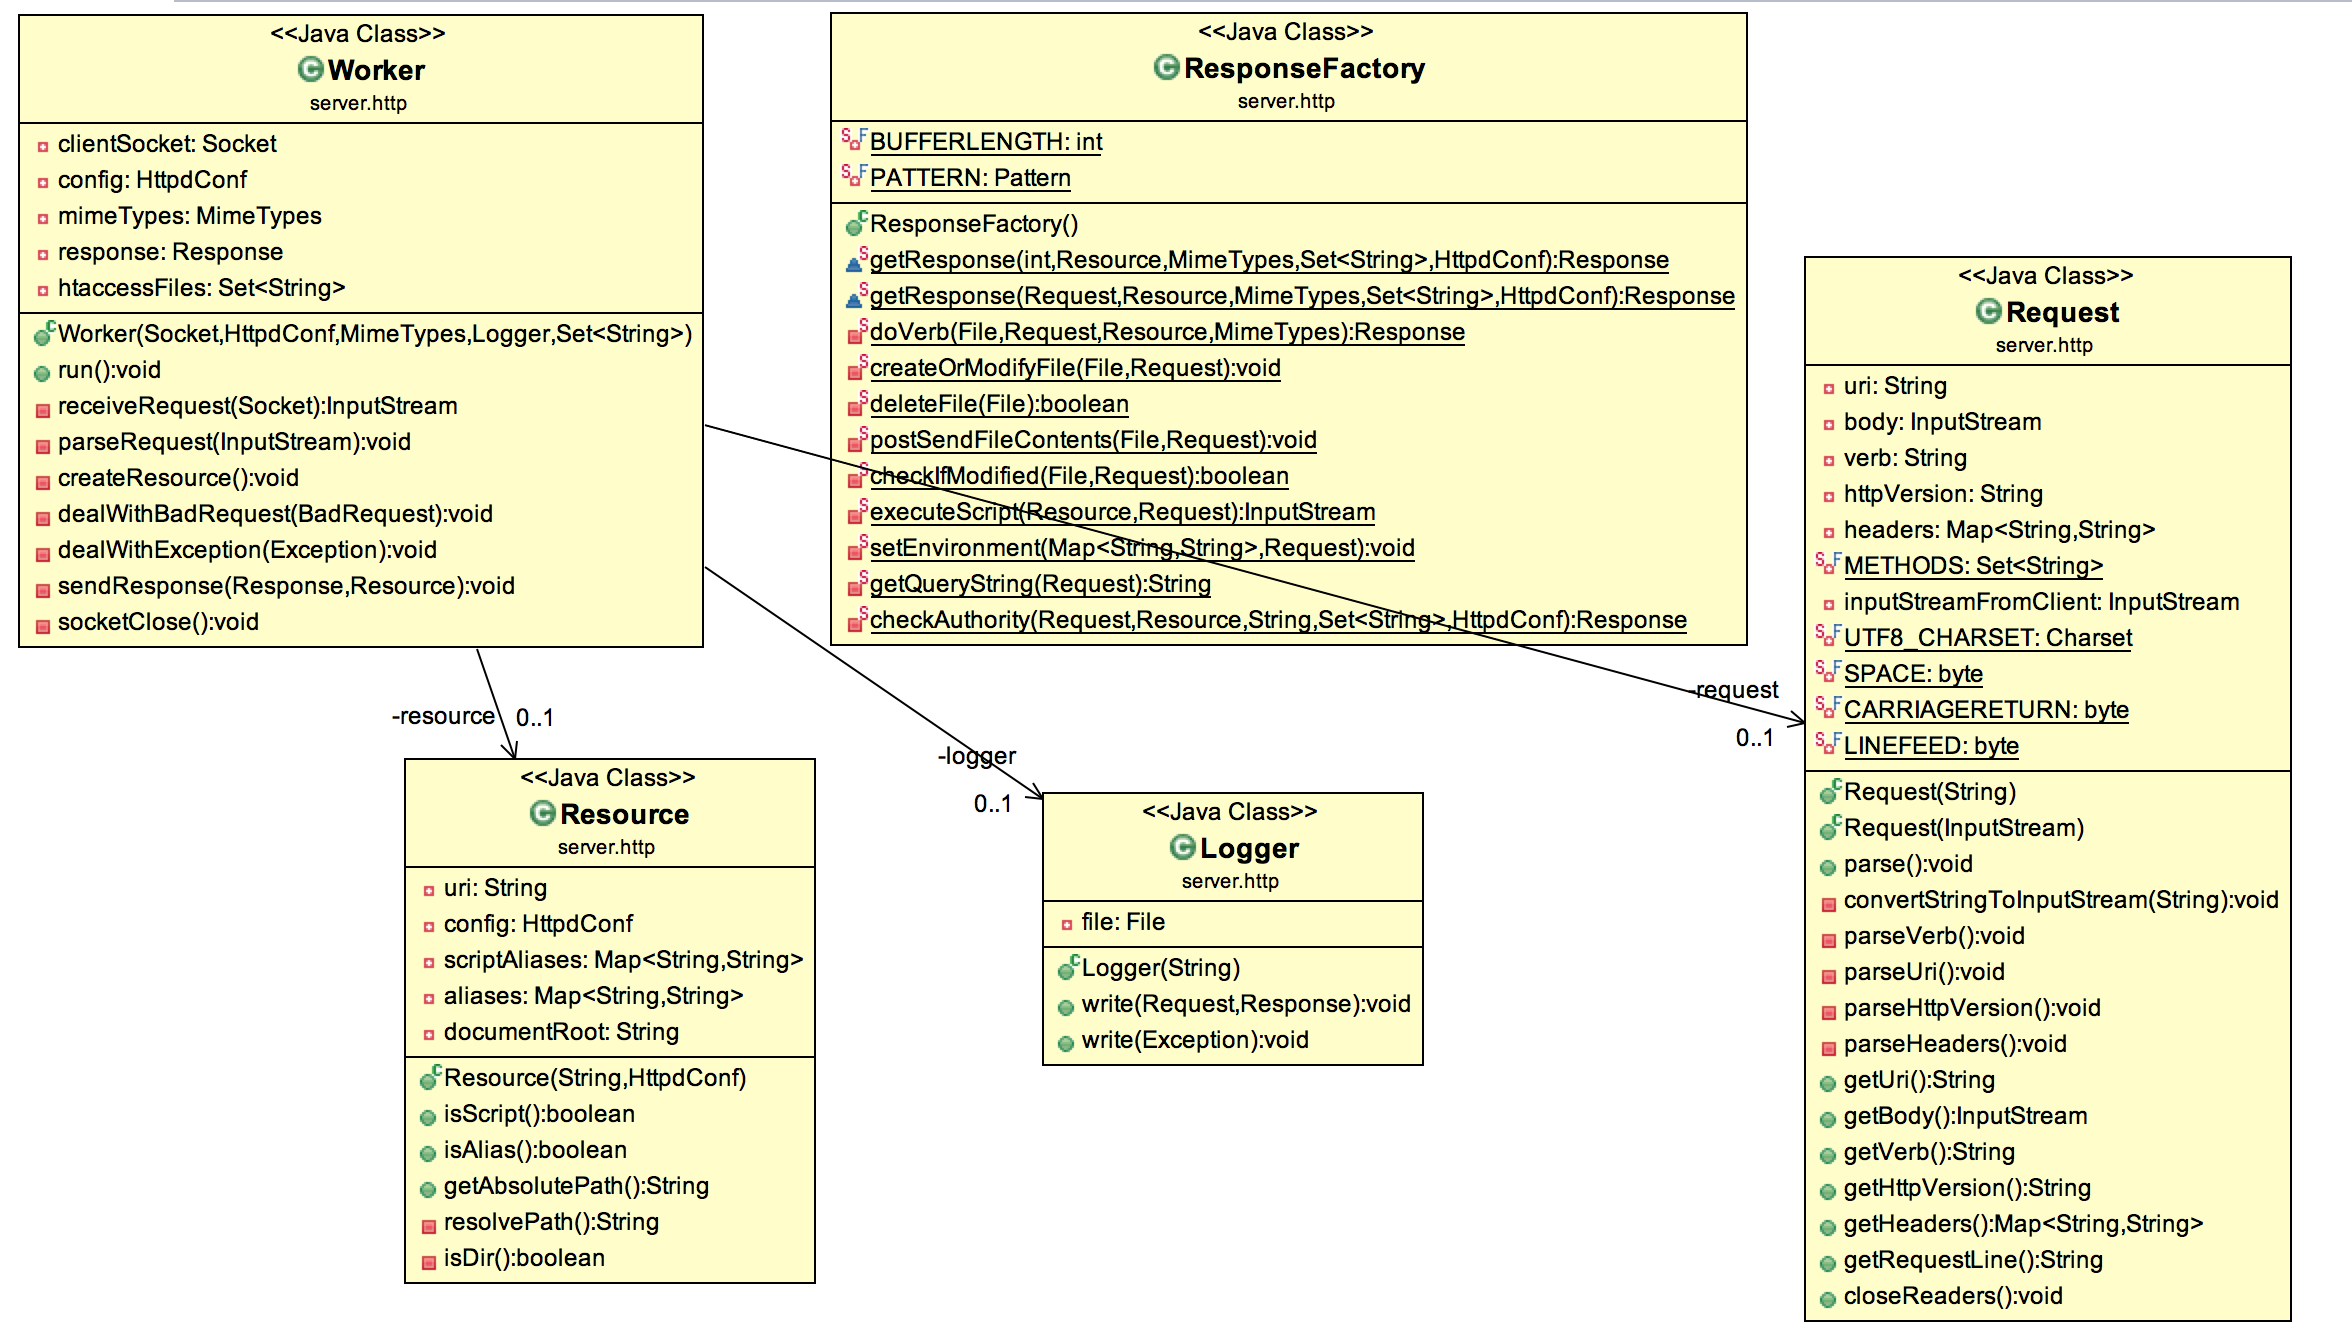 <<Java Class>>
Worker
server.http
clientSocket: Socket
config: HttpdConf
mimeTypes: MimeTypes
response: Response
htaccessFiles: Set<String>
Worker(Socket,HttpdConf,MimeTypes,Logger,Set<String>)
run():void
receiveRequest(Socket):InputStream
parseRequest(InputStream):void
createResource():void
dealWithBadRequest(BadRequest):void
dealWithException(Exception):void
sendResponse(Response,Resource):void
socketClose():void
<<Java Class>>
ResponseFactory
server.http
BUFFERLENGTH: int
PATTERN: Pattern
ResponseFactory()
getResponse(int,Resource,MimeTypes,Set<String>,HttpdConf):Response
getResponse(Request,Resource,MimeTypes,Set<String>,HttpdConf):Response
doVerb(File,Request,Resource,MimeTypes):Response
createOrModifyFile(File,Request):void
deleteFile(File):boolean
postSendFileContents(File,Request):void
checkIfModified(File,Request):boolean
executeScript(Resource,Request):InputStream
setEnvironment(Map<String,String>,Request):void
getQueryString(Request):String
checkAuthority(Request,Resource,String,Set<String>,HttpdConf):Response
<<Java Class>>
Request
server.http
uri: String
body: InputStream
verb: String
httpVersion: String
headers: Map<String,String>
METHODS: Set<String>
inputStreamFromClient: InputStream
UTF8_CHARSET: Charset
SPACE: byte
CARRIAGERETURN: byte
LINEFEED: byte
Request(String)
Request(InputStream)
parse():void
convertStringToInputStream(String):void
parseVerb():void
parseUri():void
parseHttpVersion():void
parseHeaders():void
getUri():String
getBody():InputStream
getVerb():String
getHttpVersion():String
getHeaders():Map<String,String>
getRequestLine():String
closeReaders():void
-request
0..1
-resource 0..1
-logger
0..1
<<Java Class>>
Resource
server.http
uri: String
config: HttpdConf
scriptAliases: Map<String,String>
aliases: Map<String,String>
documentRoot: String
Resource(String,HttpdConf)
isScript():boolean
isAlias():boolean
getAbsolutePath():String
resolvePath():String
isDir():boolean
<<Java Class>>
Logger
server.http
file: File
Logger(String)
write(Request,Response):void
write(Exception):void